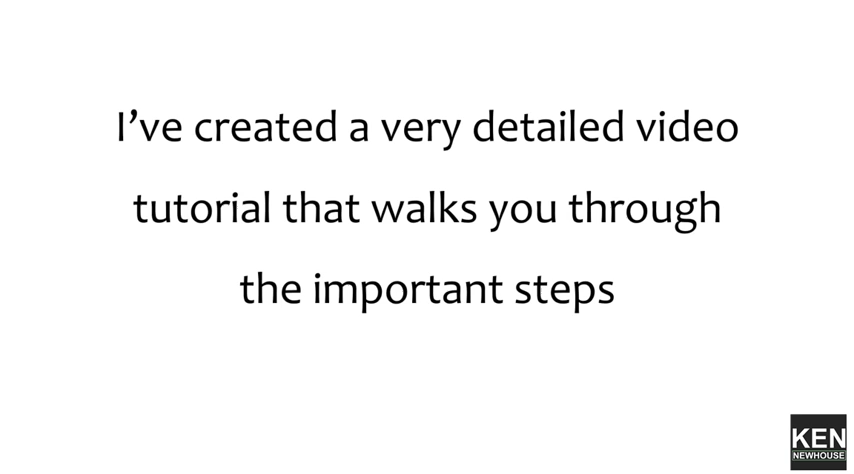 I've created a very detailed video
tutorial that walks you through
the important steps
KEN
NEWHOUSE